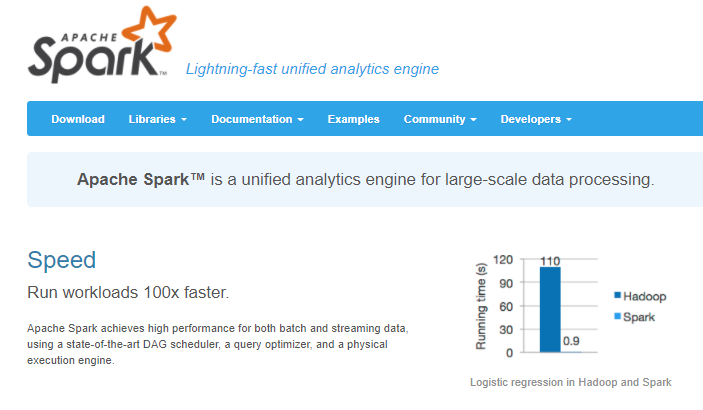 APACHE
Spark™
Lightning-fast unified analytics engine
Download Libraries Documentation Examples Community Developers
Apache Spark™ is a unified analytics engine for large-scale data processing.
Speed
Run workloads 100x faster.
Apache Spark achieves high performance for both batch and streaming data,
using a state-of-the-art DAG scheduler, a query optimizer, and a physical
execution engine.
Running time (s)
120
90
60
30
0
110
0.9
Hadoop
Spark
Logistic regression in Hadoop and Spark